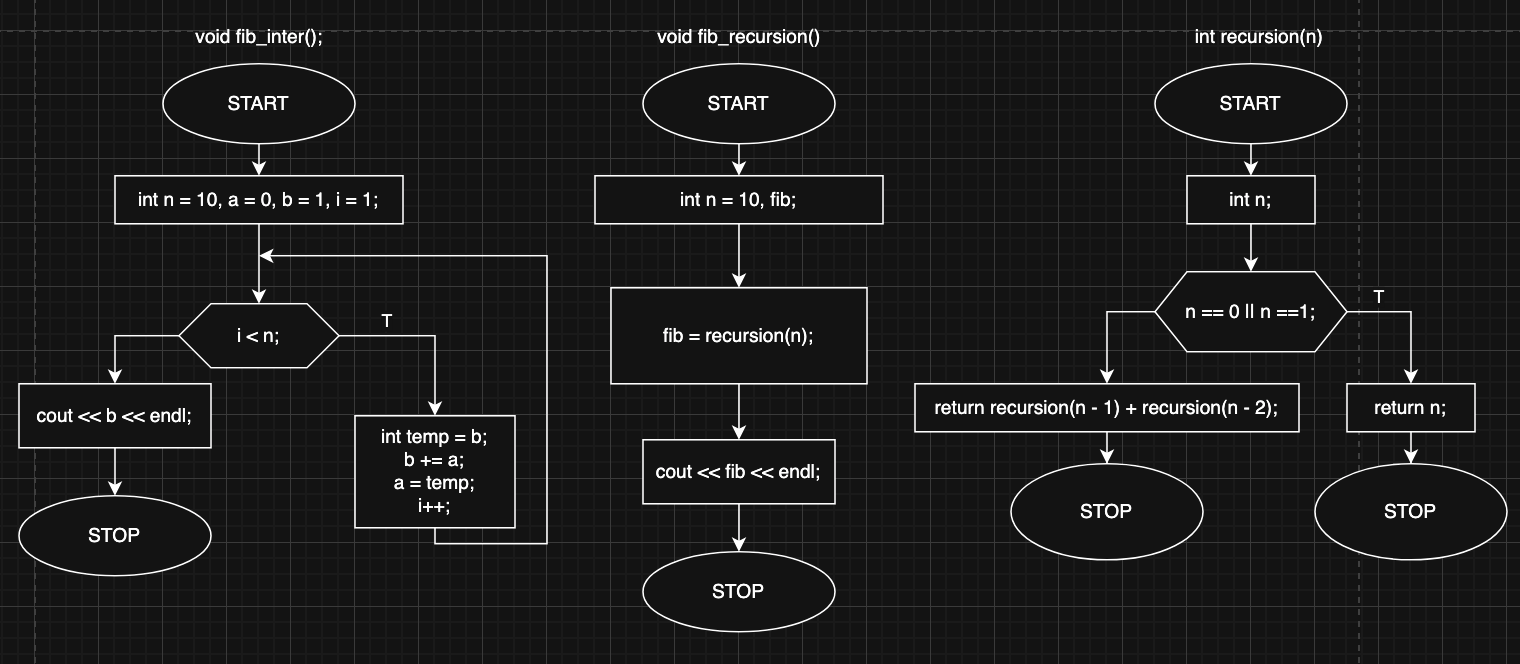 void fib_inter();
START
int n = 10, a = 0, b = 1, i = 1;
i < n;
T
cout << b << endl;
STOP
int temp = b;
b += a;
a = temp;
i++;
void fib_recursion()
START
int n = 10, fib;
fib = recursion(n);
cout << fib << endl;
STOP
int recursion(n)
START
int n;
n == 0 || n ==1;
T
return recursion(n - 1) + recursion(n - 2);
STOP
return n;
STOP